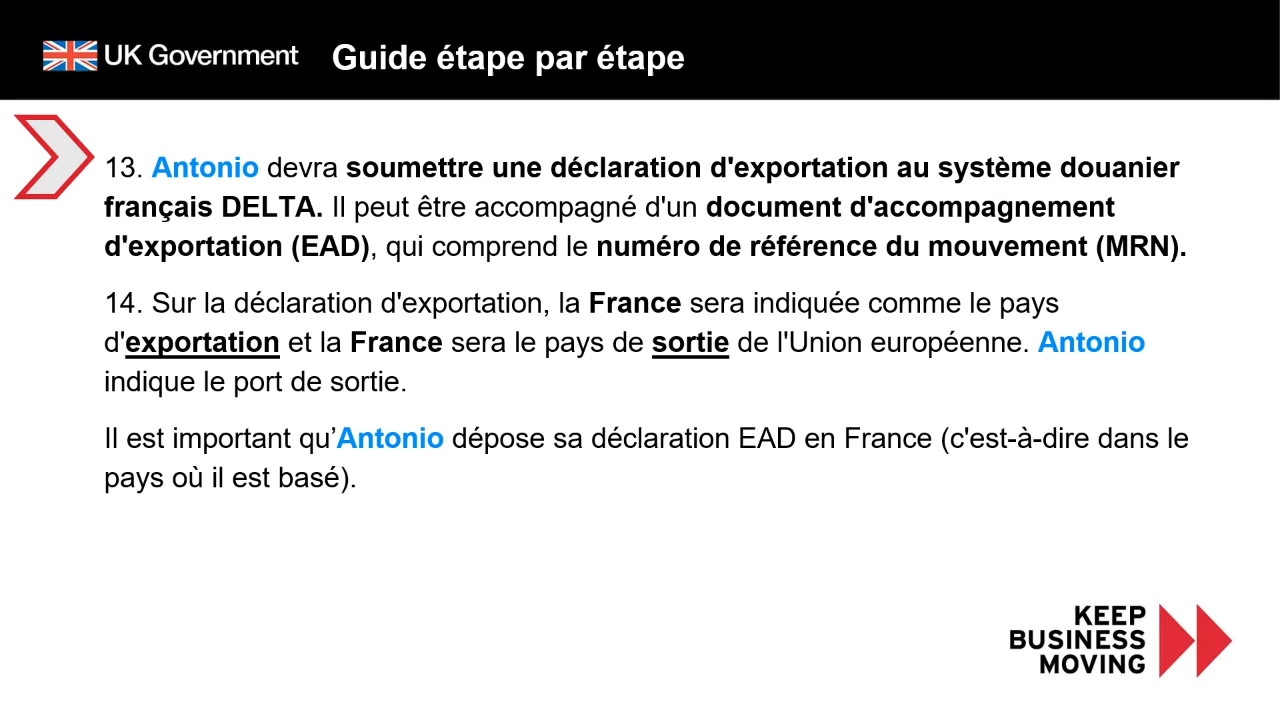 UK Government Guide étape par étape
13. Antonio devra soumettre une déclaration d'exportation au système douanier
français DELTA. Il peut être accompagné d'un document d'accompagnement
d'exportation (EAD), qui comprend le numéro de référence du mouvement (MRN).
14. Sur la déclaration d'exportation, la France sera indiquée comme le pays
d'exportation et la France sera le pays de sortie de l'Union européenne. Antonio
indique le port de sortie.
Il est important qu’Antonio dépose sa déclaration EAD en France (c'est-à-dire dans le
pays où il est basé).
KEEP
BUSINESS
MOVING